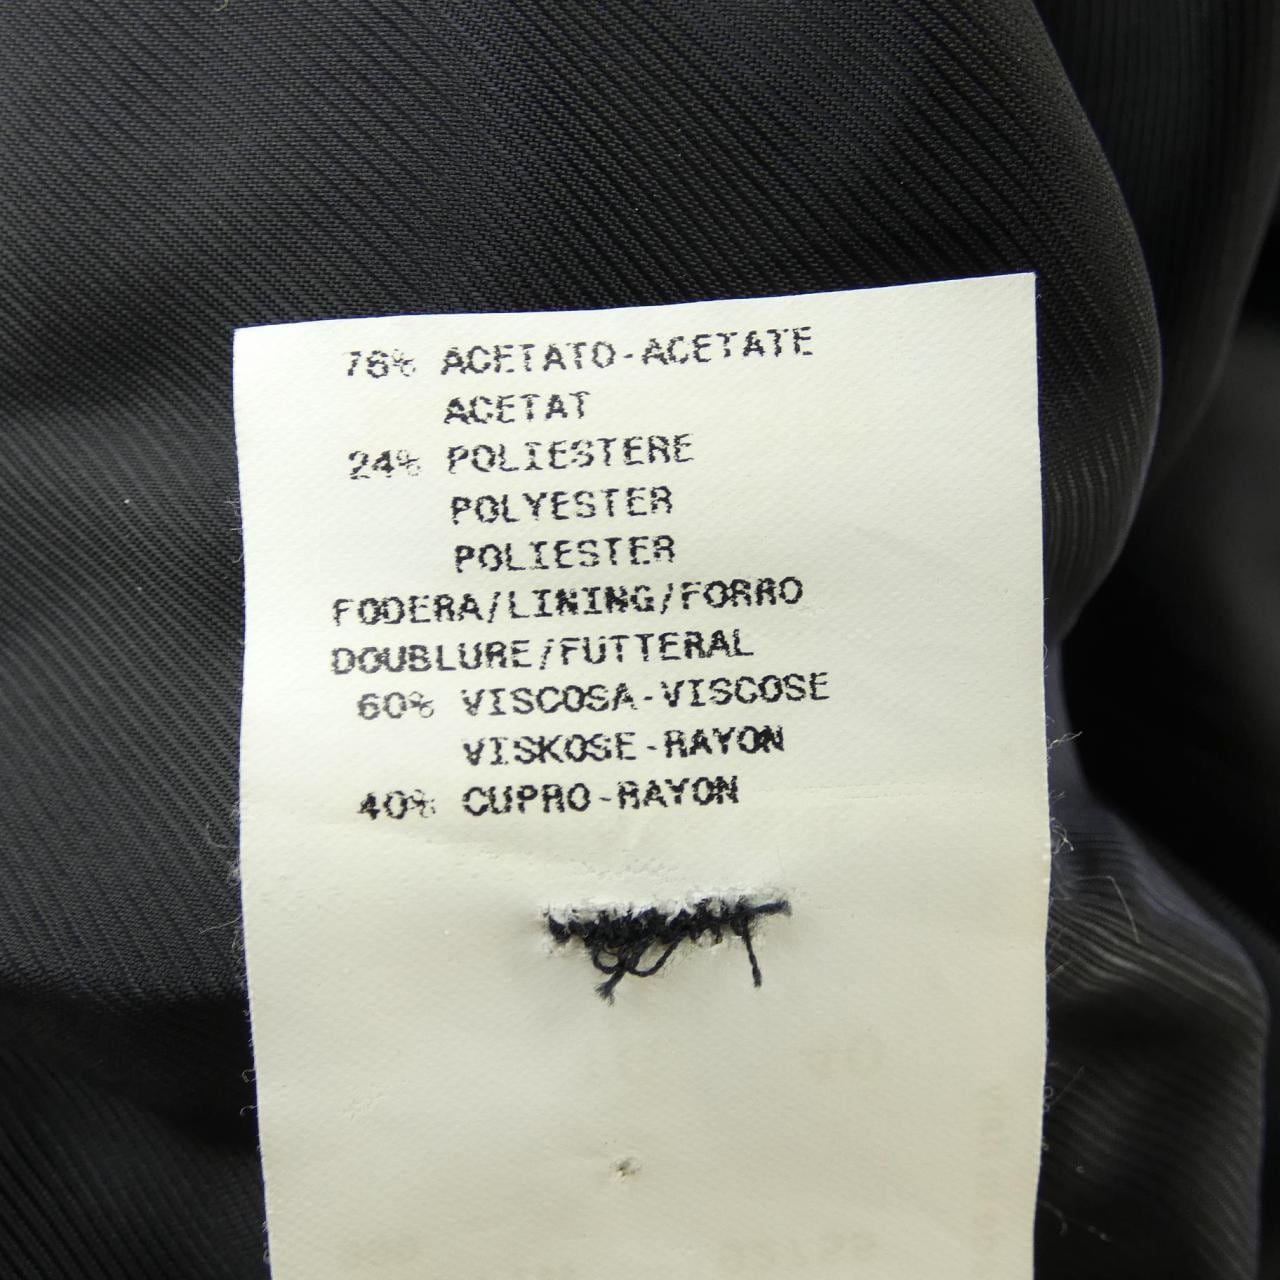 76% ACETATO-ACETATE
ACETAT
24% POLIESTERE
POLYESTER
POLIESTER
FODERA/LINING/FORRO
DOUBLURE/FUTTERAL
60% VISCOSA-VISCOSE
VISKOSE-RAYON
40% CUPRO-RAYON